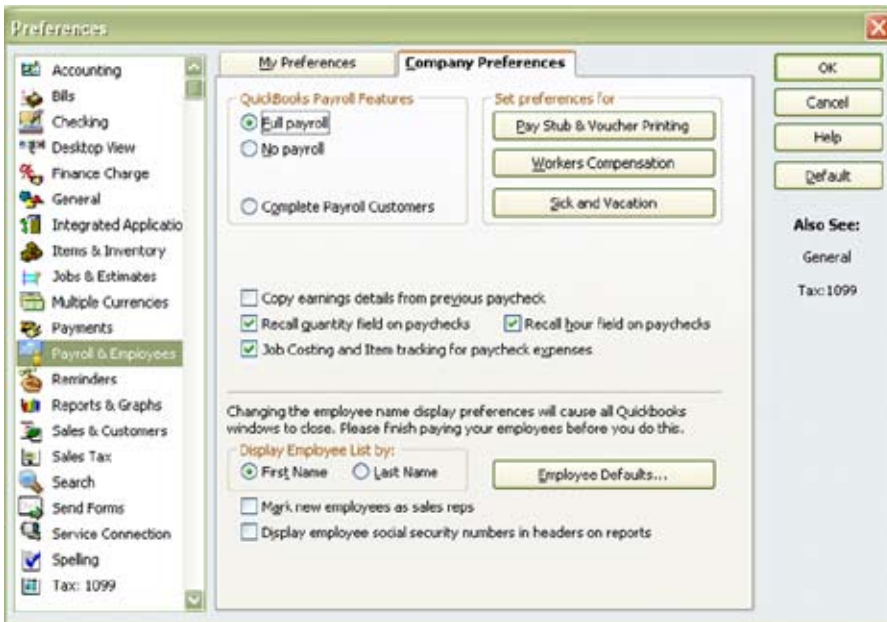 Preferences
Accounting
Bills
Checking
Desktop View
Finance Charge
General
Integrated Applicatio
Items & Inventory
Jobs & Estimates
Multiple Currencies
Payments
Payroll & Employees
Reminders
Reports & Graphs
Sales & Customers
Sales Tax
Search
Send Forms
Service Connection
Spelling
Tax: 1099
My Preferences
Company Preferences
QuickBooks Payroll Features
Full payroll
No payroll
Complete Payroll Customers
Set preferences for
Pay Stub & Voucher Printing
Workers Compensation
Sick and Vacation
Copy earnings details from previous paycheck
Recall quantity field on paychecks
Recall hour field on paychecks
Job Costing and Item tracking for paycheck expenses
Changing the employee name display preferences will cause all Quickbooks
windows to close. Please finish paying your employees before you do this.
Display Employee List by:
First Name
Last Name
Employee Defaults...
Mark new employees as sales reps
Display employee social security numbers in headers on reports
OK
Cancel
Help
Default
Also See:
General
Tax:1099